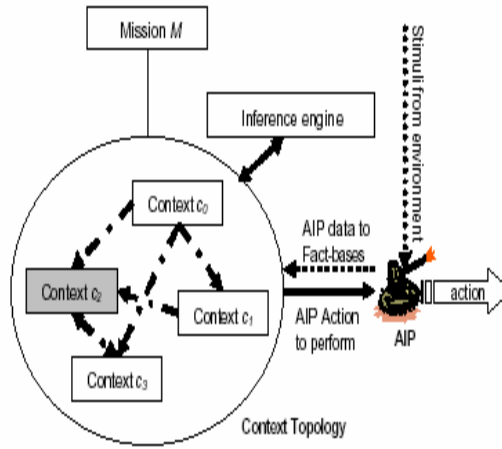 Mission M
Stimuli from environment
Inference engine
Context c0
AIP data to
Fact-bases
Context c2
Context c1
action
AIP Action
to perform
AIP
Context c3
Context Topology